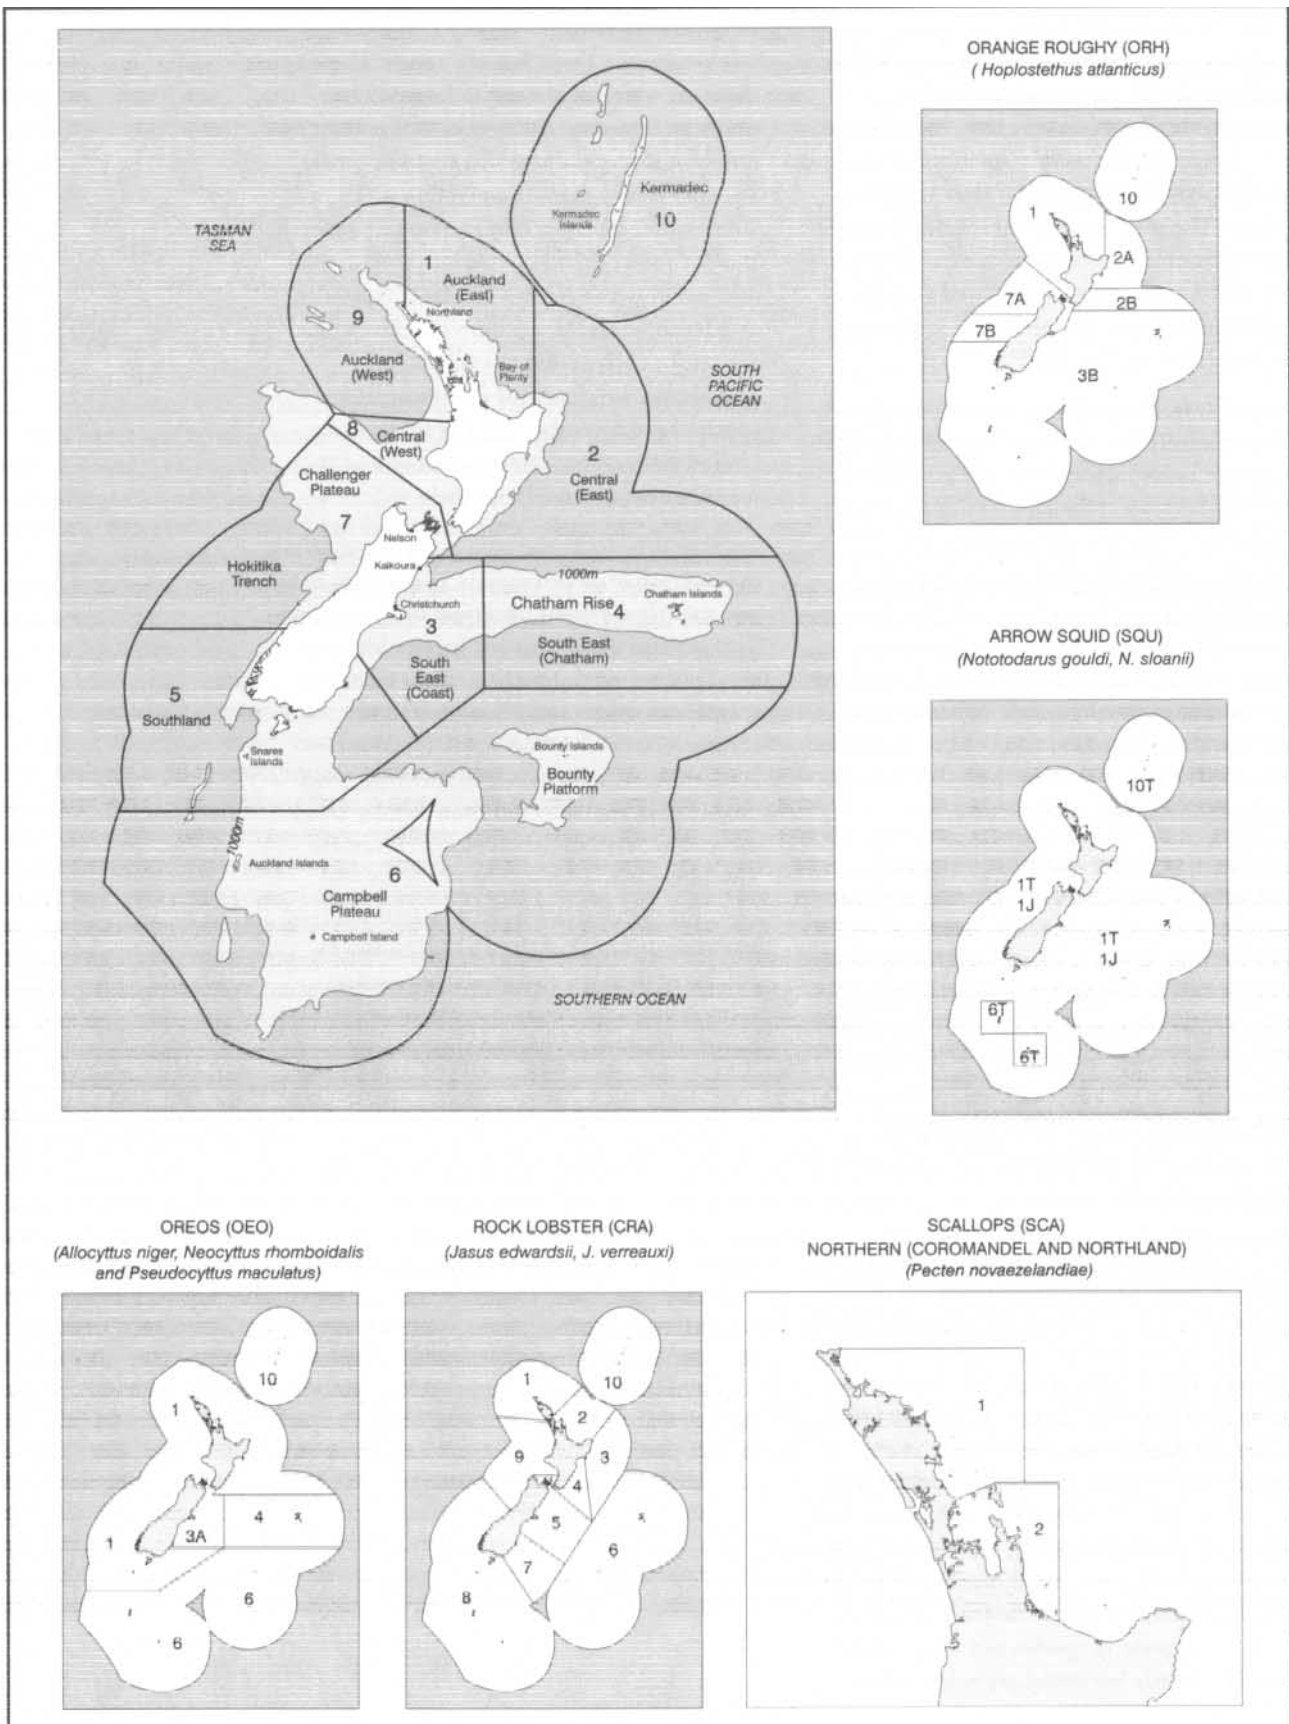 TASMAN
SEA
Kermadec
10
Kermadec
Islands
1
Auckland
(East)
Northland
9
Auckland
(West)
Bay of
Plenty
SOUTH
PACIFIC
OCEAN
8
Central
(West)
2
Central
(East)
Challenger
Plateau
7
Nelson
Kaikoura
Hokitika
Trench
1000m
Chatham Islands
Chatham Rise
4
Christchurch
3
South East
(Chatham)
South
East
(Coast)
5
Southland
Snares
Islands
Bounty Islands
Bounty
Platform
1000m
Auckland Islands
6
Campbell
Plateau
Campbell Island
SOUTHERN OCEAN
ORANGE ROUGHY (ORH)
( Hoplostethus atlanticus)
10
1
2A
7A
2B
7B
3B
ARROW SQUID (SQU)
(Nototodarus gouldi, N. sloanii)
10T
1T
1J
1T
1J
6T
6T
OREOS (OEO)
(Allocyttus niger, Neocyttus rhomboidalis
and Pseudocyttus maculatus)
10
1
4
3A
1
6
6
ROCK LOBSTER (CRA)
(Jasus edwardsii, J. verreauxi)
1
10
2
9
3
4
5
6
7
8
SCALLOPS (SCA)
NORTHERN (COROMANDEL AND NORTHLAND)
(Pecten novaezelandiae)
1
2